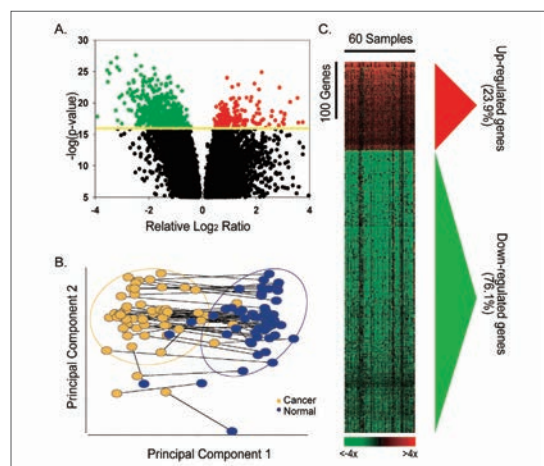 A.
30
25
20
15
10
5
-log(p-value)
-4
-2
0
2
4
Relative Log2 Ratio
B.
Principal Component 2
Cancer
Normal
Principal Component 1
C.
60 Samples
100 Genes
<-4x
>4x
Up-regulated genes
(23.9%)
Down-regulated genes
(76.1%)